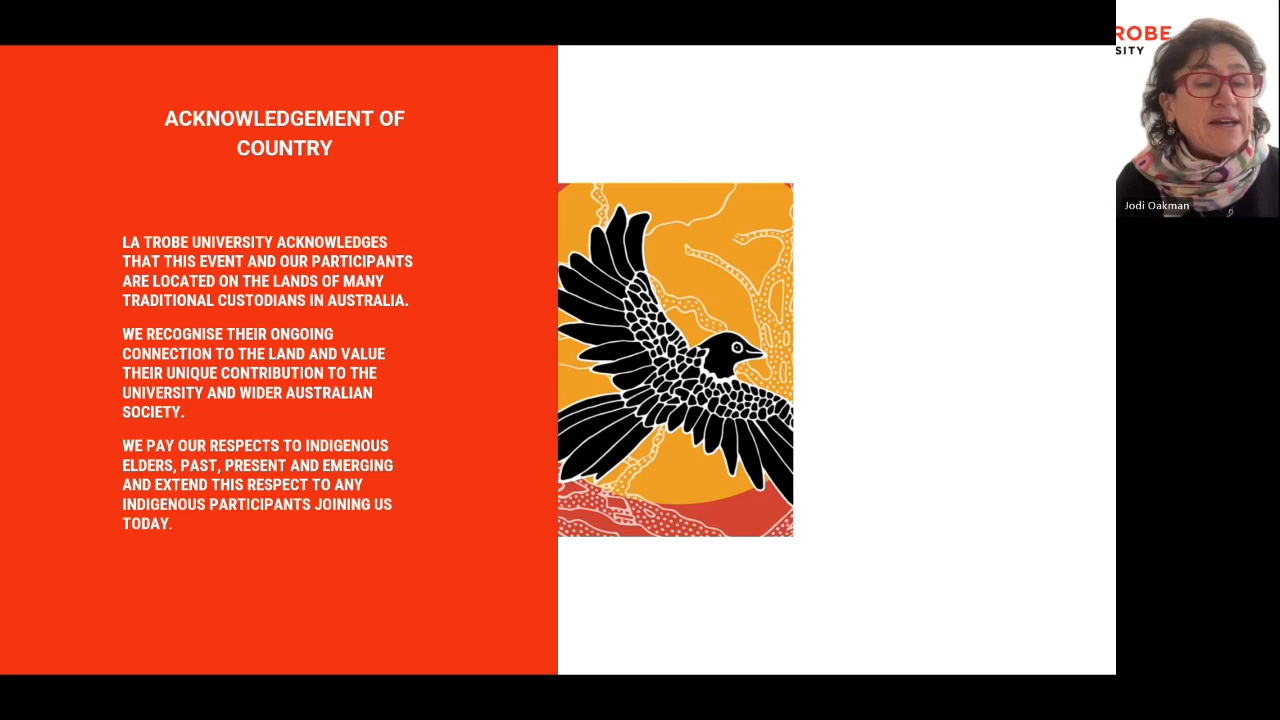 ACKNOWLEDGEMENT OF
COUNTRY
LA TROBE UNIVERSITY ACKNOWLEDGES
THAT THIS EVENT AND OUR PARTICIPANTS
ARE LOCATED ON THE LANDS OF MANY
TRADITIONAL CUSTODIANS IN AUSTRALIA.
WE RECOGNISE THEIR ONGOING
CONNECTION TO THE LAND AND VALUE
THEIR UNIQUE CONTRIBUTION TO THE
UNIVERSITY AND WIDER AUSTRALIAN
SOCIETY.
WE PAY OUR RESPECTS TO INDIGENOUS
ELDERS, PAST, PRESENT AND EMERGING
AND EXTEND THIS RESPECT TO ANY
INDIGENOUS PARTICIPANTS JOINING US
TODAY.
ROBE
SITY
Jodi Oakman